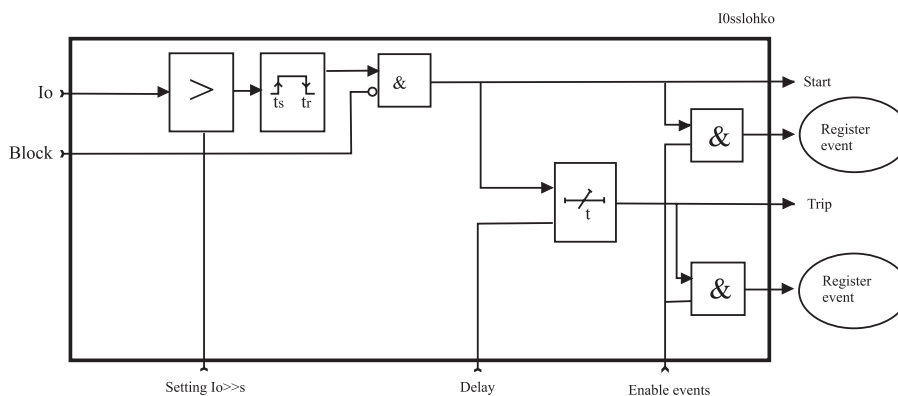 I0sslohko
Io
>
ts
tr
&
Start
Block
&
Register
event
t
Trip
&
Register
event
Setting Io>>s
Delay
Enable events